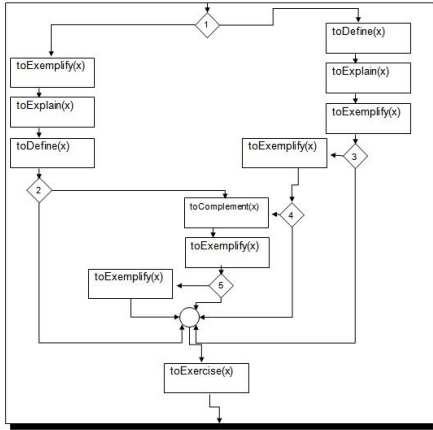 1
toDefine(x)
toExemplify(x)
toExplain(x)
toExplain(x)
toExemplify(x)
toDefine(x)
toExemplify(x)
3
2
toComplement(x)
4
toExemplify(x)
toExemplify(x)
5
toExercise(x)